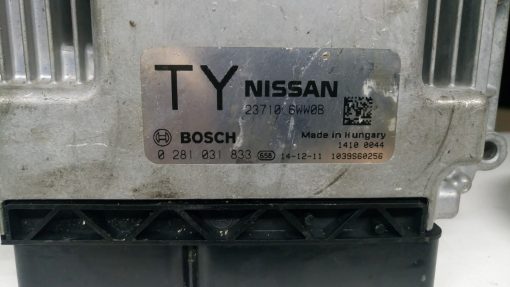 TY NISSAN
23710 6WW0B
BOSCH Made in Hungary
1410 0044
0 281 031 833 658 14-12-11 1039S60256